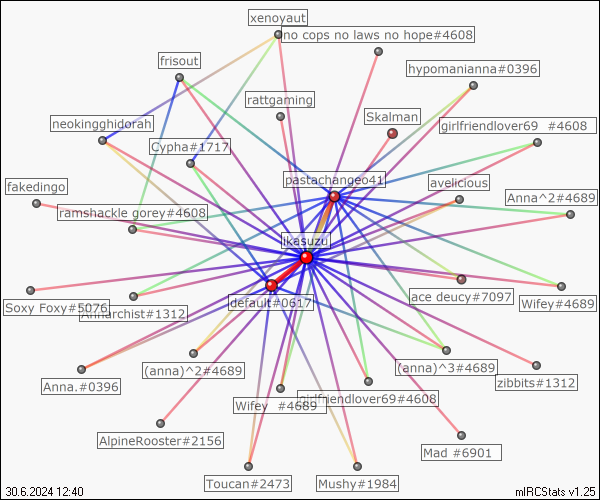 xenoyaut
no cops no laws no hope#4608
frisout
hypomanianna#0396
rattgaming
Skalman
neokingghidorah
girlfriendlover69 #4608
Cypha#1717
pastachangeo41
avelicious
fakedingo
Anna^2#4689
ramshackle gorey#4608
ikasuzu
ace deucy#7097
default#0617
Wifey#4689
Soxy Foxy#5076
Annarchist#1312
(anna)^2#4689
(anna)^3#4689
Anna.#0396
zibbits#1312
Wifey #4689
girlfriendlover69#4608
AlpineRooster#2156
Mad #6901
Toucan#2473
Mushy#1984
30.6.2024 12:40
mIRCStats v1.25